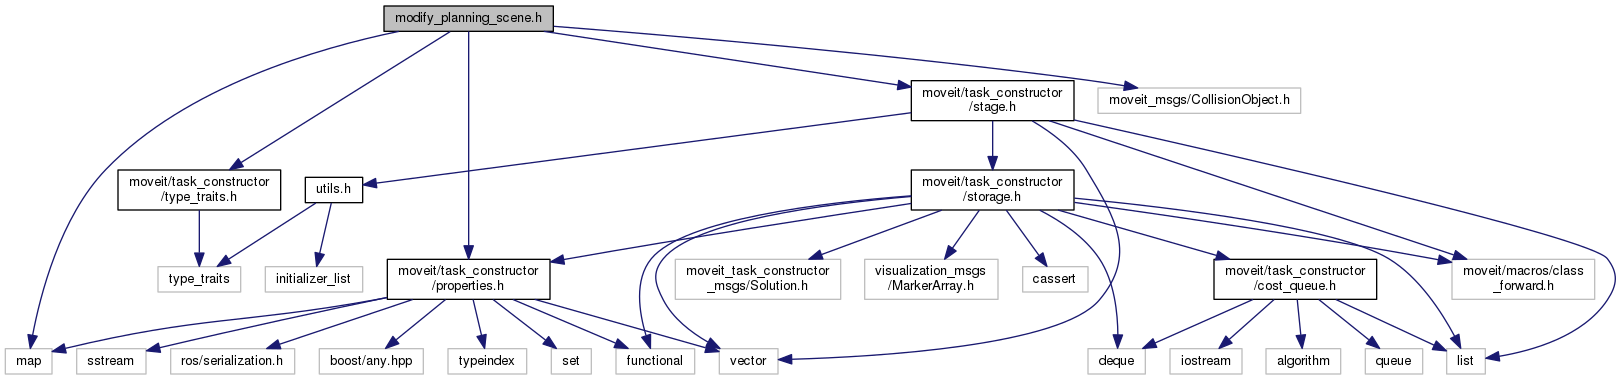 modify_planning_scene.h
moveit/task_constructor
/stage.h
moveit_msgs/CollisionObject.h
moveit/task_constructor
/type_traits.h
utils.h
moveit/task_constructor
/storage.h
type_traits
initializer_list
moveit/task_constructor
/properties.h
moveit_task_constructor
_msgs/Solution.h
visualization_msgs
/MarkerArray.h
cassert
moveit/task_constructor
/cost_queue.h
moveit/macros/class
_forward.h
map
sstream
ros/serialization.h
boost/any.hpp
typeindex
set
functional
vector
deque
iostream
algorithm
queue
list